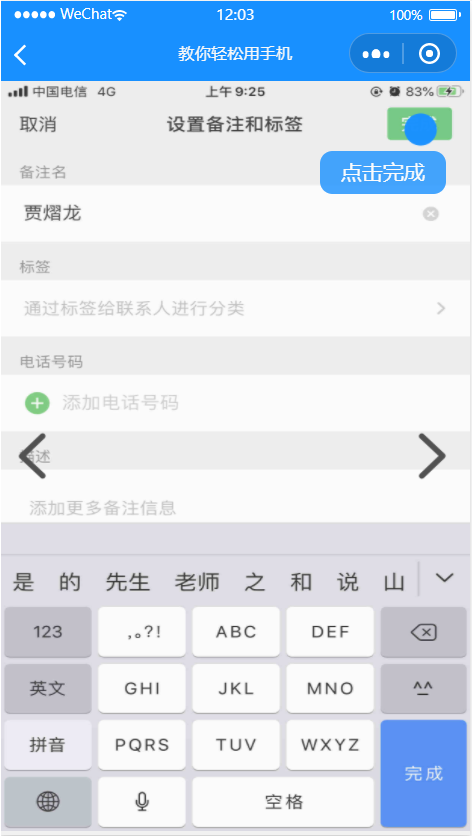 WeChat 12:03 100%
教你轻松用手机
中国电信 4G 上午 9:25 83%
取消 设置备注和标签
点击完成
备注名
贾熠龙
标签
通过标签给联系人进行分类
电话号码
添加电话号码
描述
添加更多备注信息
是 的 先生 老师 之 和 说 山
123 ,。?! ABC DEF
英文 GHI JKL MNO ^^
拼音 PQRS TUV WXYZ 完成
空格